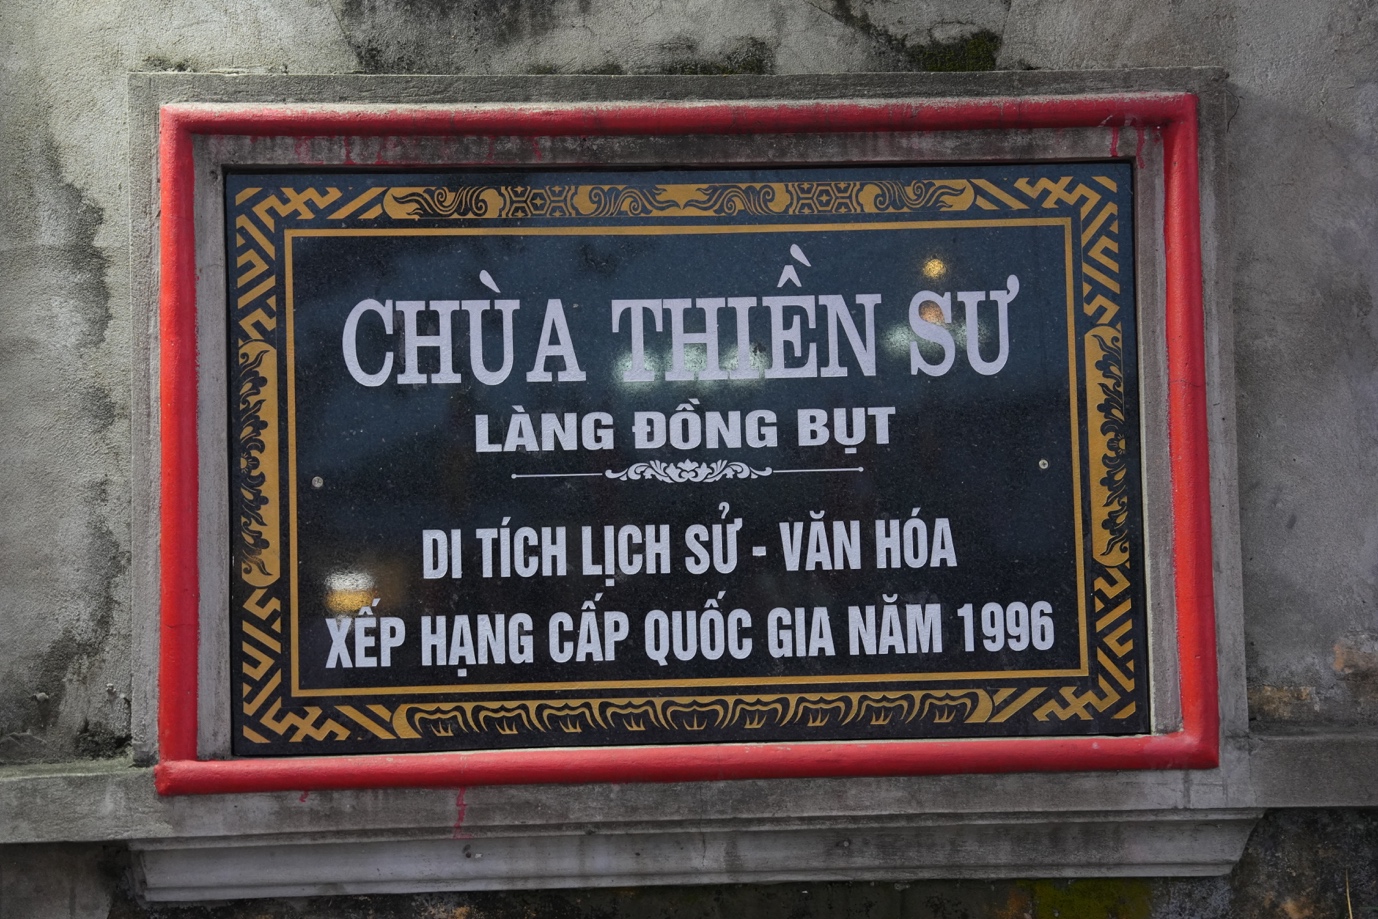 CHÙA THIỀN SƯ
LÀNG ĐỒNG BỤT
DI TÍCH LỊCH SỬ - VĂN HÓA
XẾP HẠNG CẤP QUỐC GIA NĂM 1996